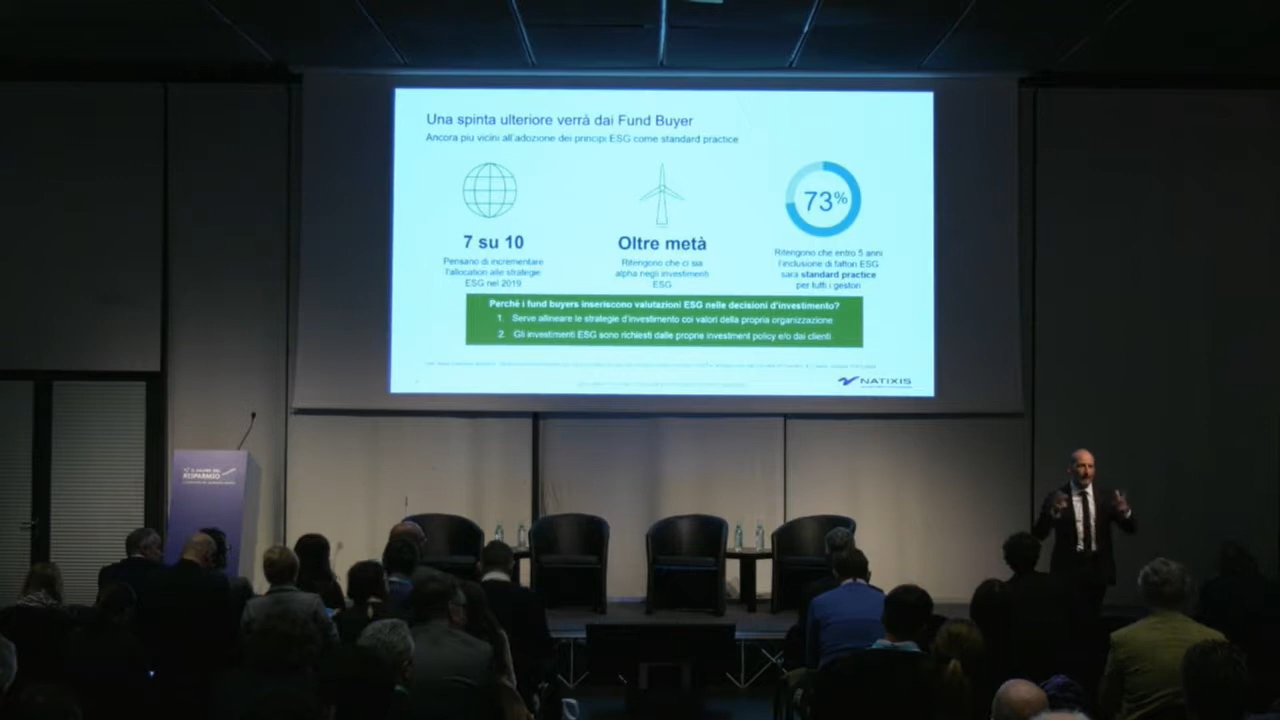 Una spinta ulteriore verrà dai Fund Buyer
Ancora piu vicini all'adozione dei principi ESG come standard practice
7 su 10
Pensano di incrementare
l'allocation alle strategie
ESG nel 2019
Oltre metà
Ritengono che ci sia
alpha negli investimenti
ESG
73%
Ritengono che entro 5 anni
l'inclusione di fattori ESG
sarà standard practice
per tutti i gestori
Perché i fund buyers inseriscono valutazioni ESG nelle decisioni d'investimento?
1. Serve allineare le strategie d'investimento coi valori della propria organizzazione
2. Gli investimenti ESG sono richiesti dalle proprie investment policy e/o dai clienti
NATIXIS
IL SALONE DEL
RISPARMIO